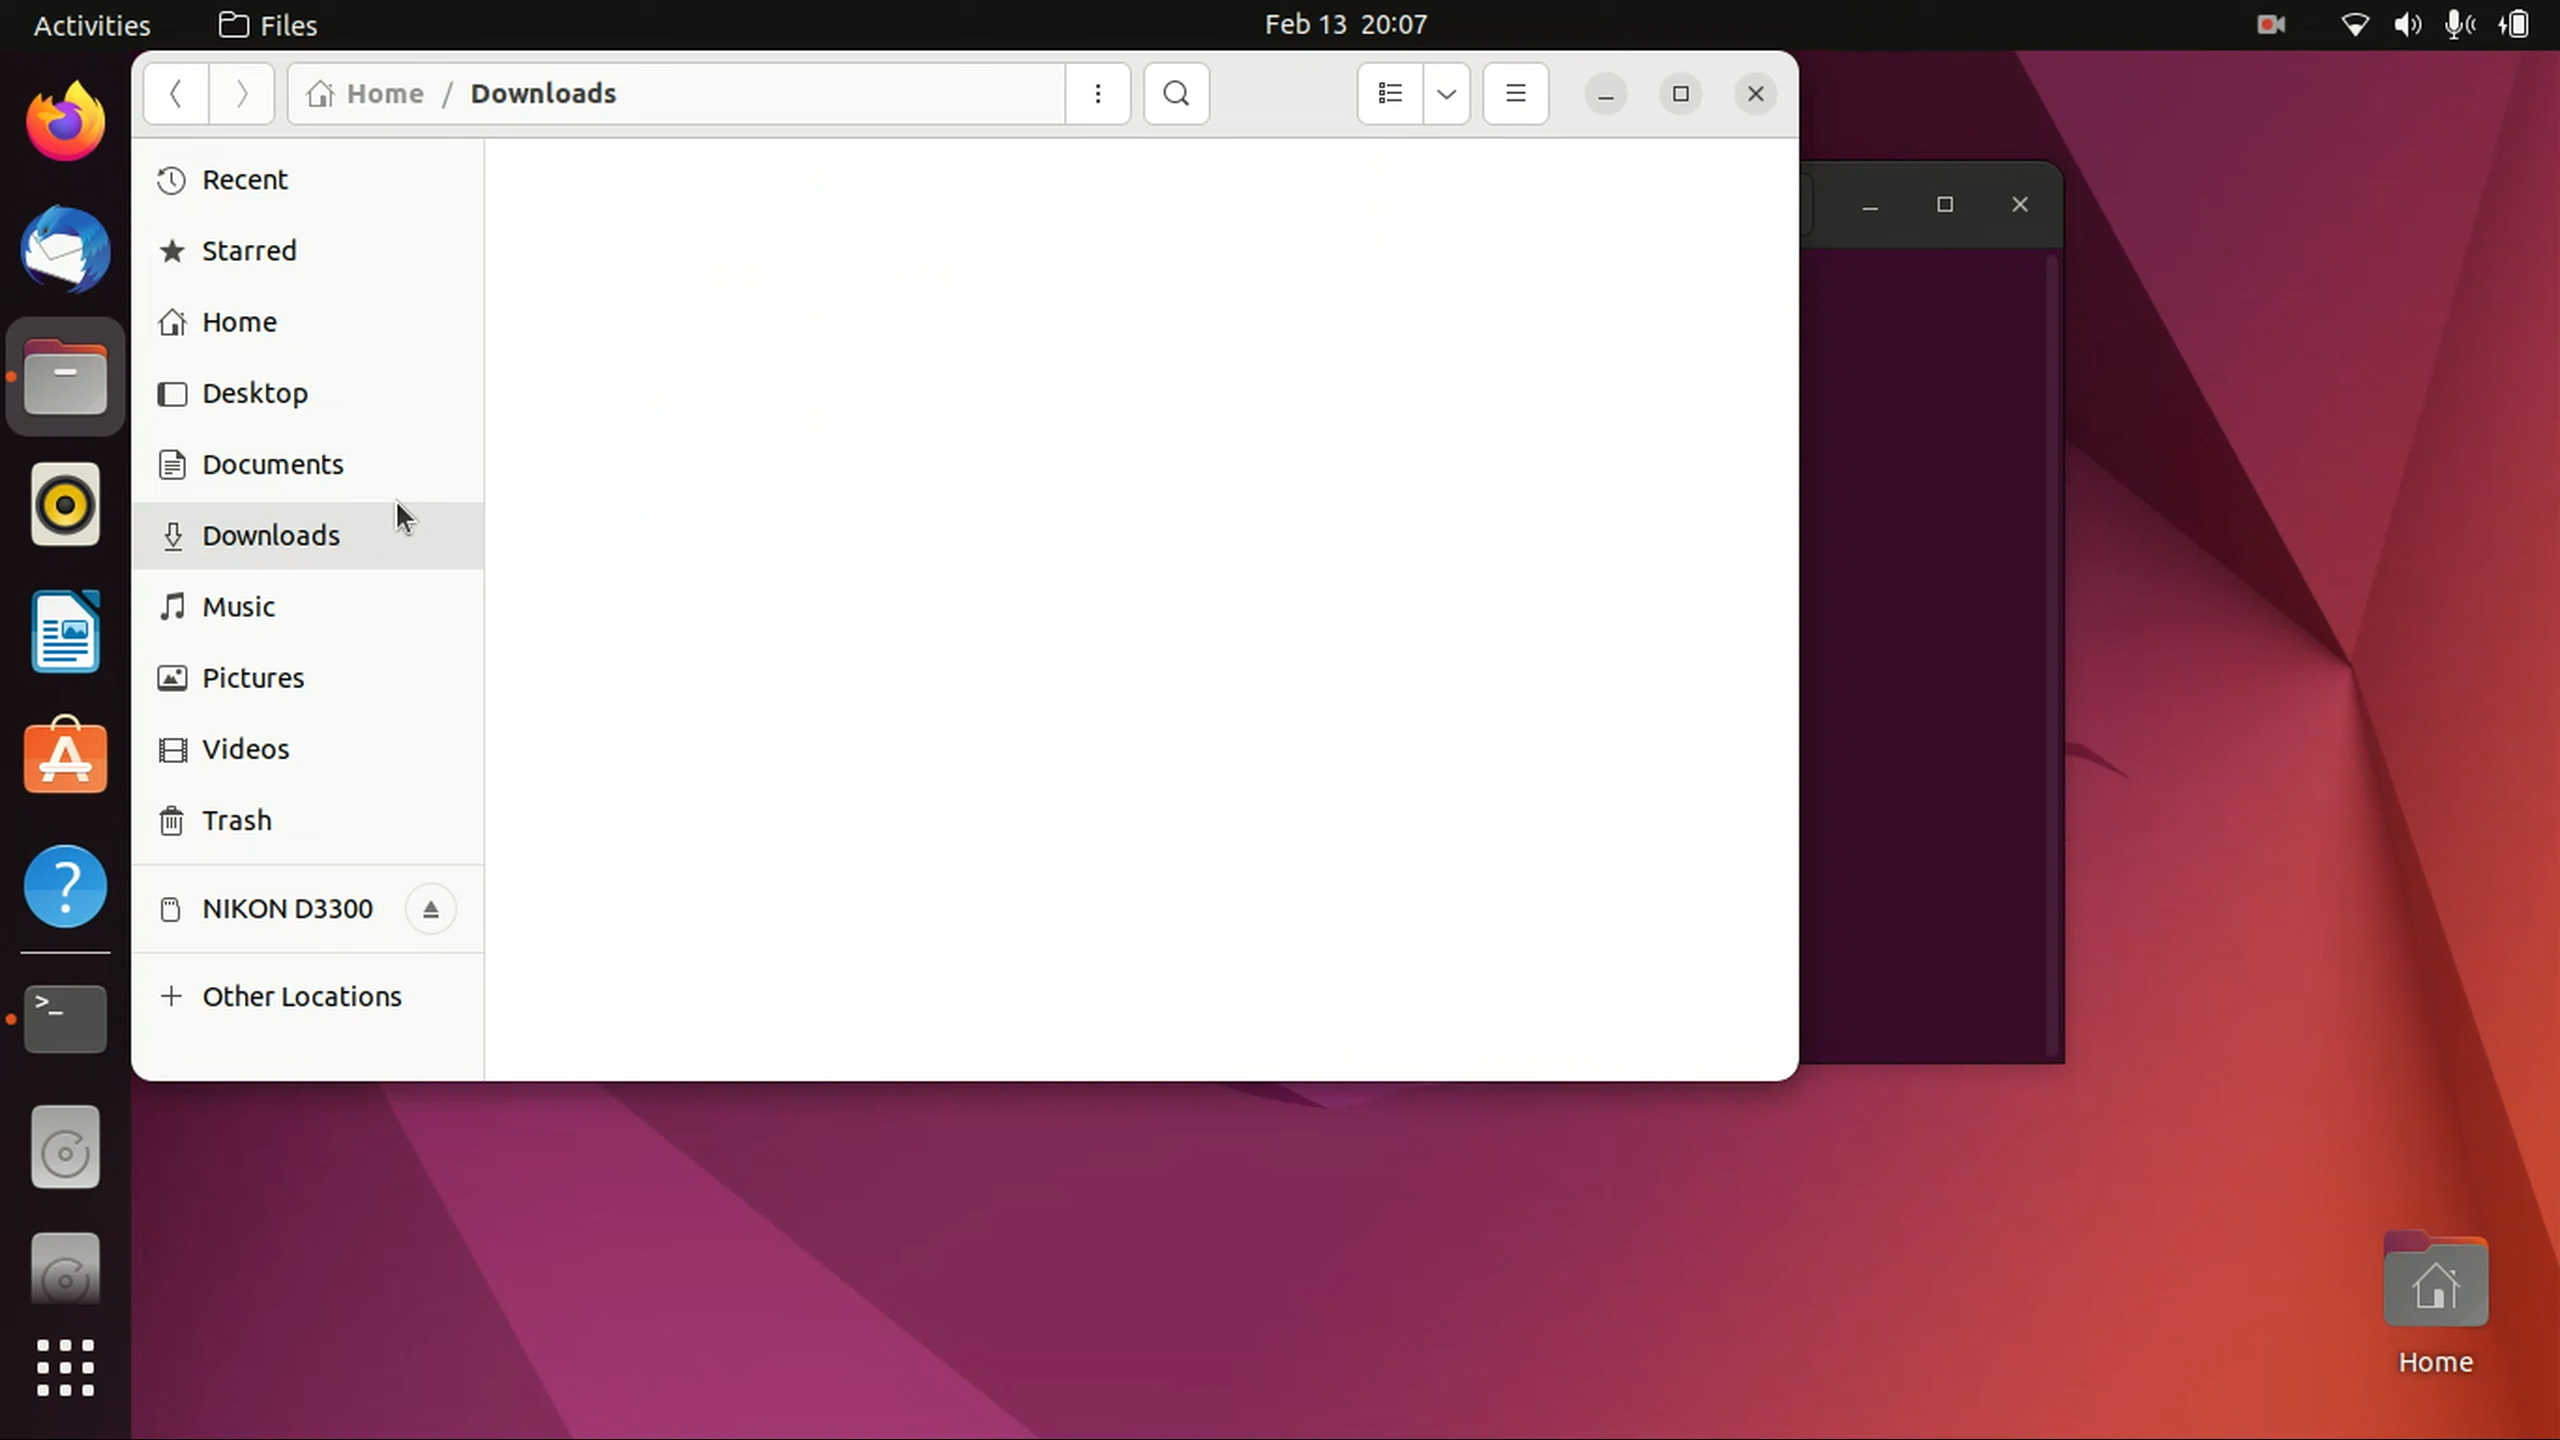 Activities
Files
Feb 13 20:07
Home / Downloads
Recent
Starred
Home
Desktop
Documents
Downloads
Music
Pictures
Videos
Trash
NIKON D3300
Other Locations
Home